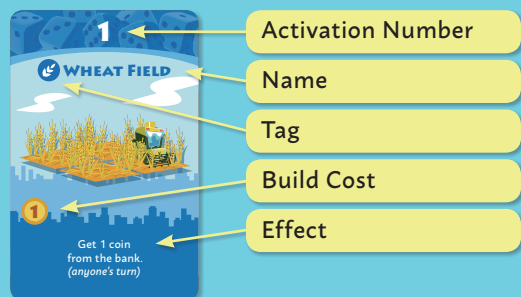 1
WHEAT FIELD
1
Get 1 coin
from the bank.
(anyone's turn)
Activation Number
Name
Tag
Build Cost
Effect